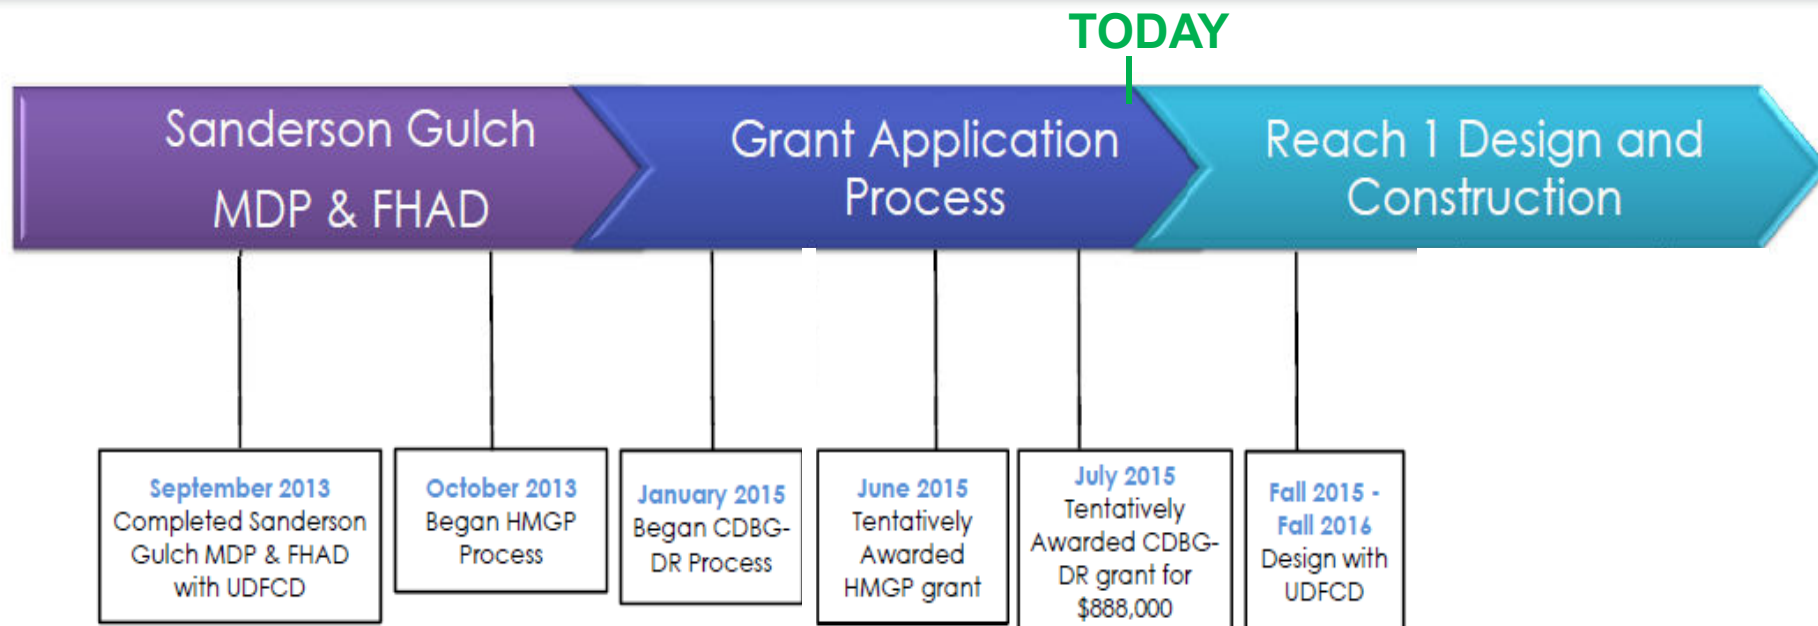 TODAY
Sanderson Gulch
MDP & FHAD
Grant Application
Process
Reach 1 Design and
Construction
September 2013
Completed Sanderson
Gulch MDP & FHAD
with UDFCD
October 2013
Began HMGP
Process
January 2015
Began CDBG-
DR Process
June 2015
Tentatively
Awarded
HMGP grant
July 2015
Tentatively
Awarded CDBG-
DR grant for
$888,000
Fall 2015 -
Fall 2016
Design with
UDFCD